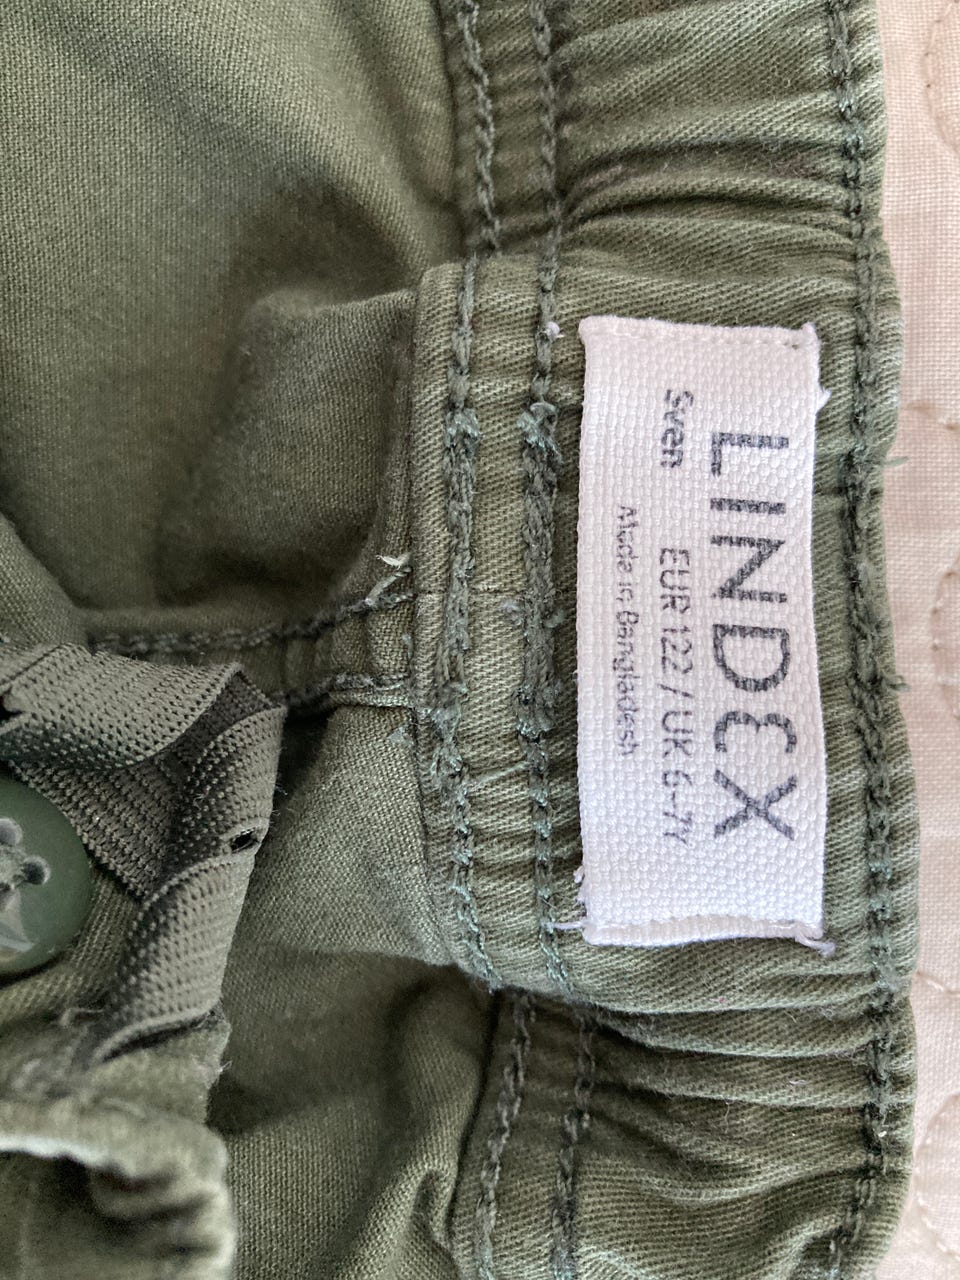 LINDEX
Sven EUR 122 / UK 6-7Y
Made in Bangladesh